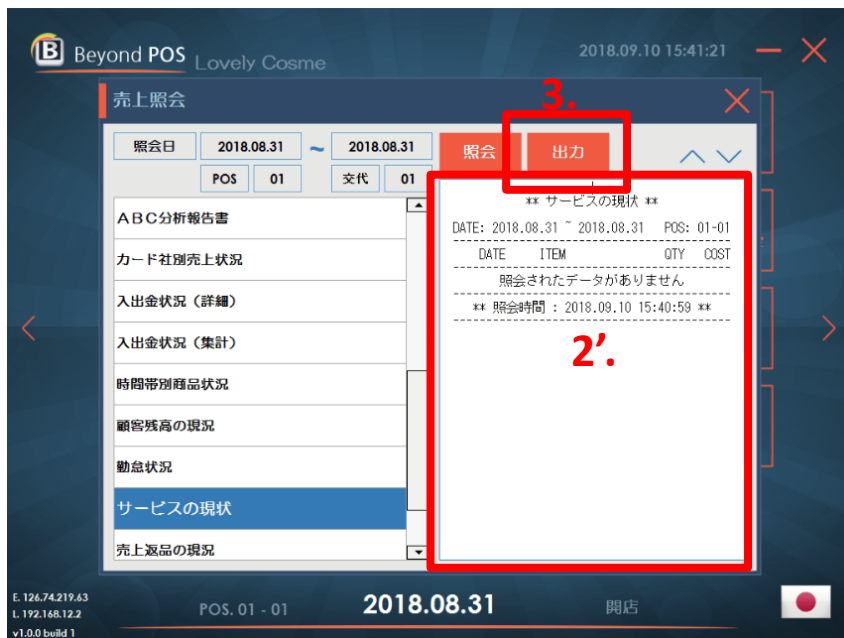 Beyond POS Lovely Cosme
2018.09.10 15:41:21
3.
売上照会
照会日 2018.08.31 ~ 2018.08.31 照会 出力
POS 01 交代 01
ABC分析報告書
カード社別売上状況
入出金状況（詳細）
入出金状況（集計）
時間帯別商品状況
顧客残高の現況
勤怠状況
サービスの現状
売上返品の現況
** サービスの現状 **
DATE: 2018.08.31 ~ 2018.08.31 POS: 01-01
DATE ITEM QTY COST
照会されたデータがありません
** 照会時間 : 2018.09.10 15:40:59 **
2’.
E. 126.74.219.63
L. 192.168.12.2
v1.0.0 build 1
POS. 01 - 01
2018.08.31
開店